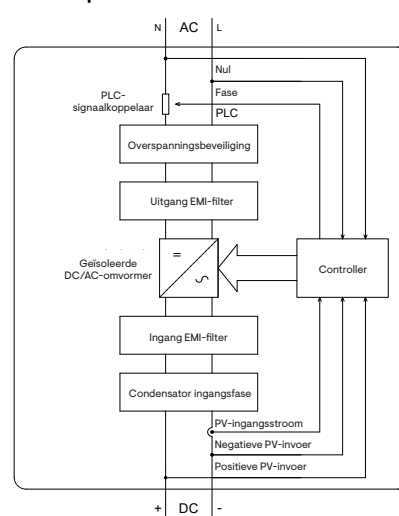 N AC L
Nul
Fase
PLC-
signaalkoppelaar
PLC
Overspanningsbeveiliging
Uitgang EMI-filter
Geïsoleerde
DC/AC-omvormer
Controller
Ingang EMI-filter
Condensator ingangsfase
PV-ingangsstroom
Negatieve PV-invoer
Positieve PV-invoer
+ DC -